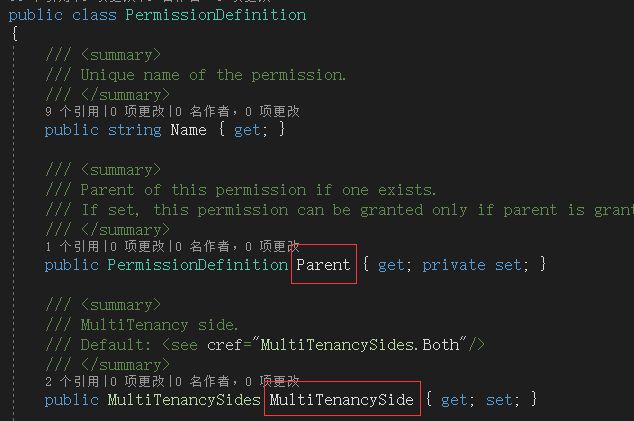 public class PermissionDefinition
{
/// <summary>
/// Unique name of the permission.
/// </summary>
9 个引用|0 项更改|0 名作者, 0 项更改
public string Name { get; }
/// <summary>
/// Parent of this permission if one exists.
/// If set, this permission can be granted only if parent is grant
/// </summary>
1 个引用|0 项更改|0 名作者, 0 项更改
public PermissionDefinition Parent { get; private set; }
/// <summary>
/// MultiTenancy side.
/// Default: <see cref="MultiTenancySides.Both"/>
/// </summary>
2 个引用|0 项更改|0 名作者, 0 项更改
public MultiTenancySides MultiTenancySide { get; set; }